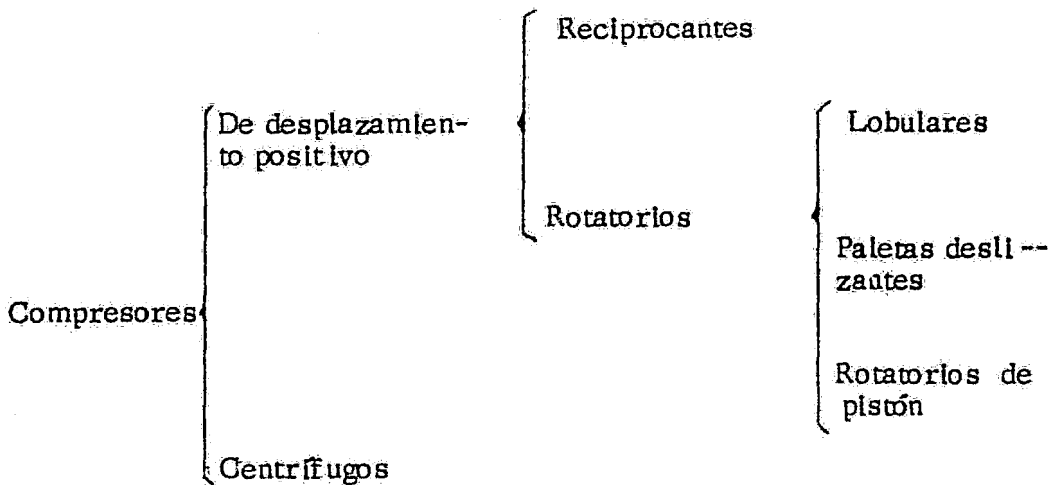 Reciprocantes
De desplazamien-
to positivo
Lobulares
Rotatorios
Paletas desli --
zantes
Compresores
Rotatorios de
pistón
Centrífugos